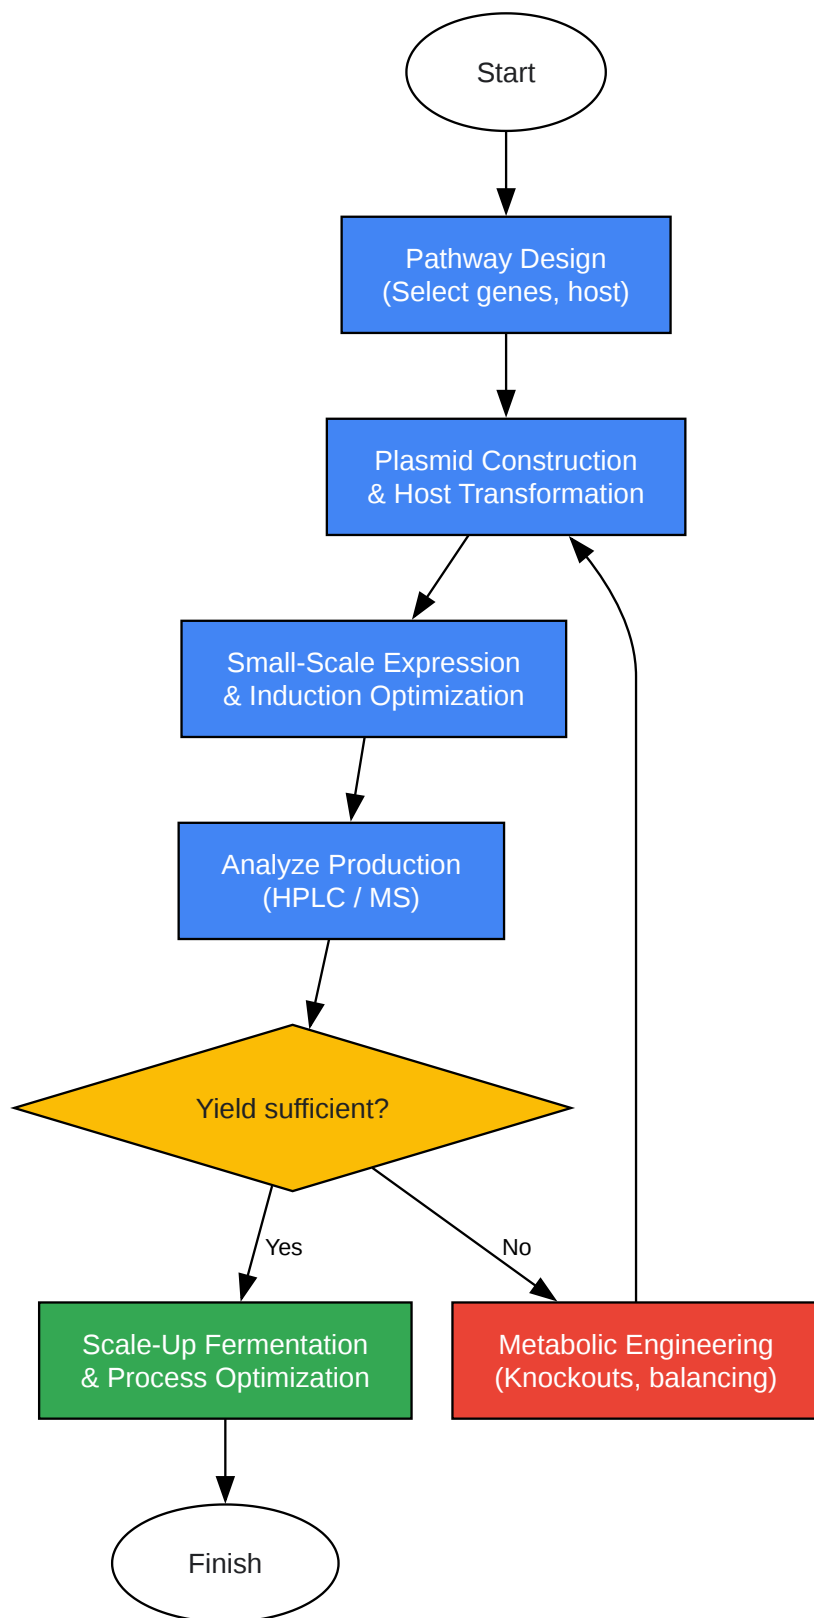 Start
Pathway Design
(Select genes, host)
Plasmid Construction
& Host Transformation
Small-Scale Expression
& Induction Optimization
Analyze Production
(HPLC / MS)
Yield sufficient?
Yes
No
Scale-Up Fermentation
& Process Optimization
Metabolic Engineering
(Knockouts, balancing)
Finish